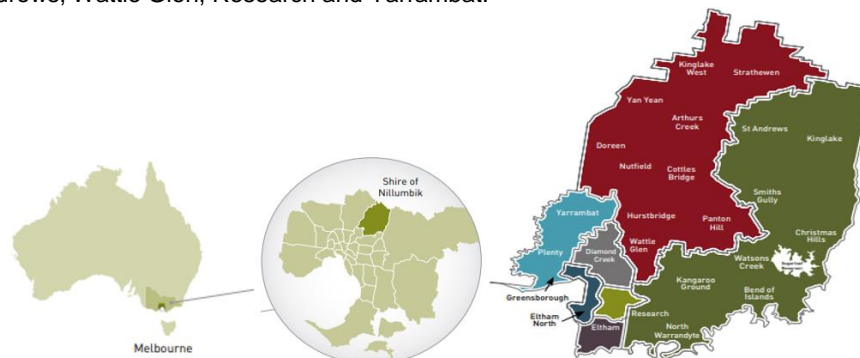 Wattle Glen, Research and Yarrambat.
Kinglake
West
Strathewen
Yan Yean
Arthurs
Creek
St Andrews
Kinglake
Doreen
Nutfield
Cottles
Bridge
Shire of
Nillumbik
Smiths
Gully
Yarrambat
Hurstbridge
Panton
Hill
Christmas
Hills
Wattle
Glen
Plenty
Diamond
Creek
Watsons
Creek
Kangaroo
Ground
Bend of
Islands
Greensborough
Eltham
North
Research
Eltham
North
Warrandyte
Melbourne